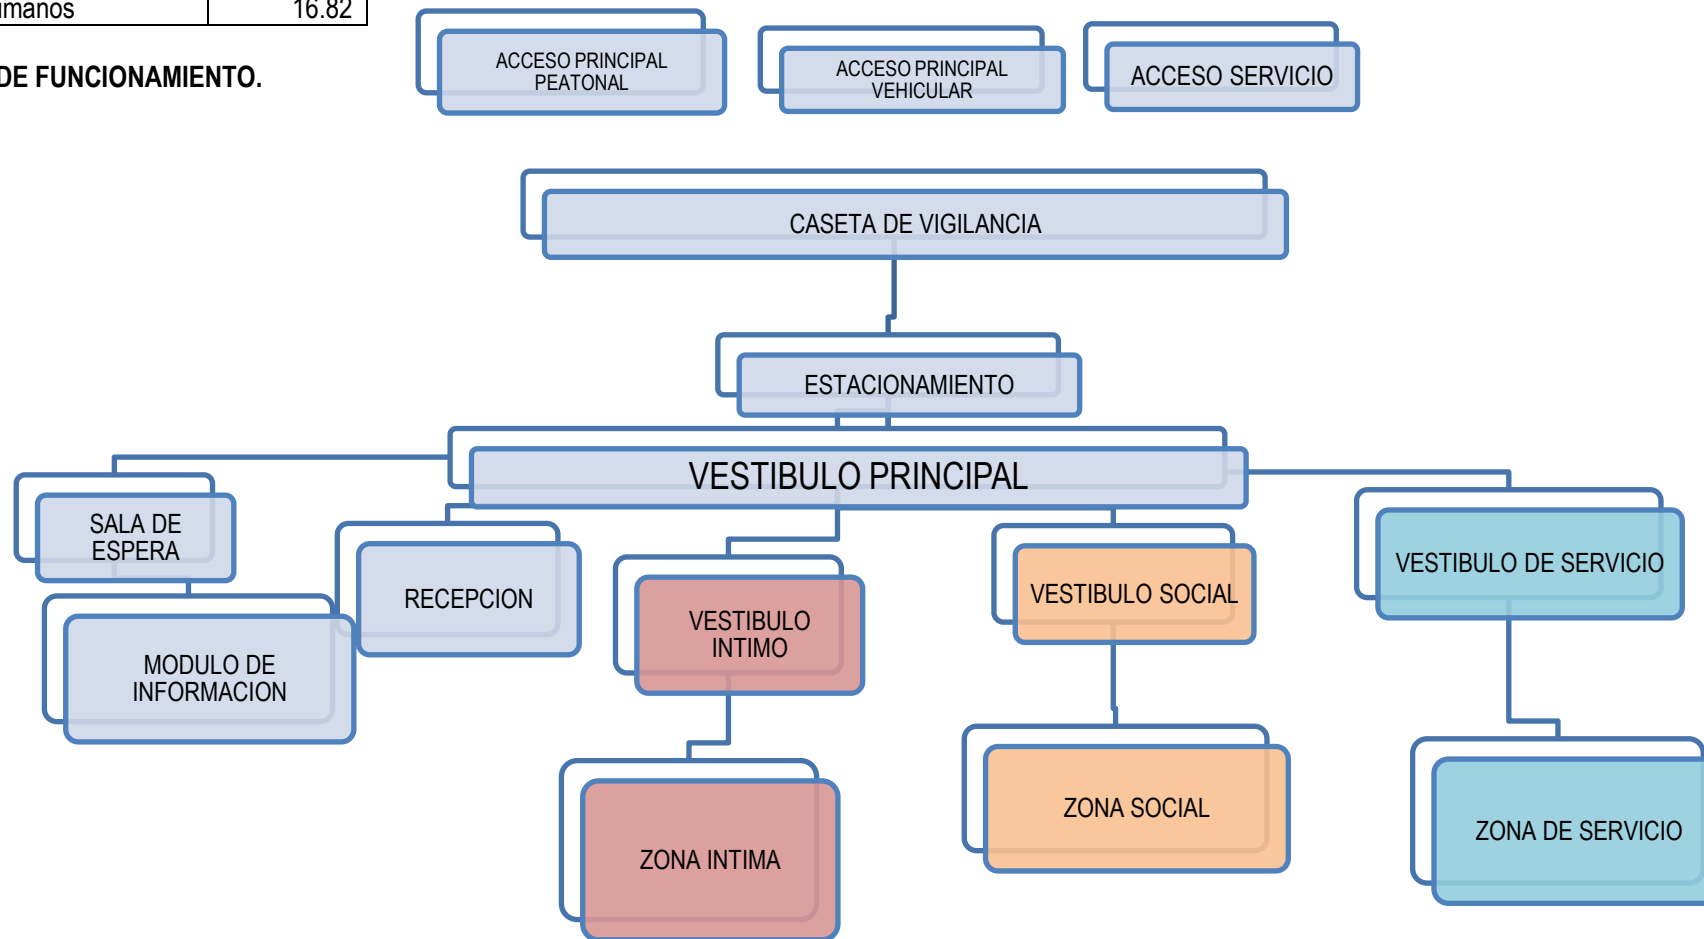 16.82
DE FUNCIONAMIENTO.
ACCESO PRINCIPAL
PEATONAL
ACCESO PRINCIPAL
VEHICULAR
ACCESO SERVICIO
CASETA DE VIGILANCIA
ESTACIONAMIENTO
VESTIBULO PRINCIPAL
SALA DE
ESPERA
RECEPCION
VESTIBULO
INTIMO
VESTIBULO SOCIAL
VESTIBULO DE SERVICIO
MODULO DE
INFORMACION
ZONA INTIMA
ZONA SOCIAL
ZONA DE SERVICIO